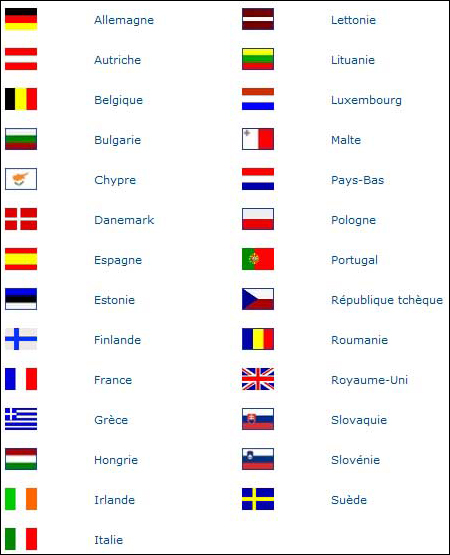 Allemagne
Autriche
Belgique
Bulgarie
Chypre
Danemark
Espagne
Estonie
Finlande
France
Grèce
Hongrie
Irlande
Italie
Lettonie
Lituanie
Luxembourg
Malte
Pays-Bas
Pologne
Portugal
République tchèque
Roumanie
Royaume-Uni
Slovaquie
Slovénie
Suède